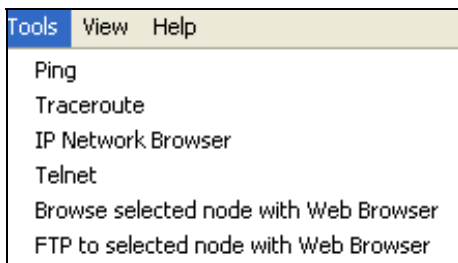 Tools View Help
Ping
Traceroute
IP Network Browser
Telnet
Browse selected node with Web Browser
FTP to selected node with Web Browser